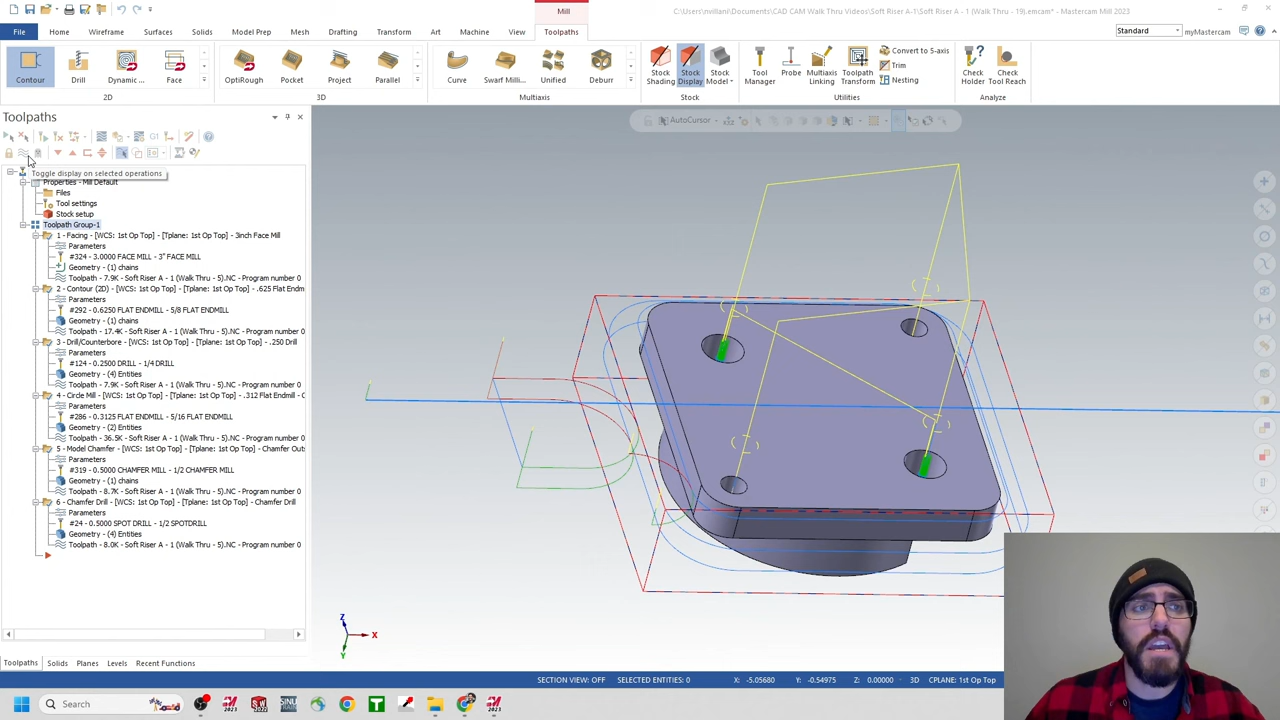 Mill
C:\Users\nvillani\Documents\CAD CAM Walk Thru Videos\Soft Riser A-1\Soft Riser A - 1 (Walk Thru - 19).emcam* - Mastercam Mill 2023
File Home Wireframe Surfaces Solids Model Prep Mesh Drafting Transform Art Machine View Toolpaths
Standard
myMastercam
Contour Drill Dynamic ... Face
2D
OptiRough Pocket Project Parallel
3D
Curve Swarf Milli... Unified Deburr
Multiaxis
Stock Shading Stock Display Stock Model
Stock
Tool Manager Probe Multiaxis Linking Toolpath Transform
Convert to 5-axis
Trim
Nesting
Utilities
Check Holder Check Tool Reach
Analyze
Toolpaths
AutoCursor
G1
Toggle display on selected operations
Properties - Mill Default
Files
Tool settings
Stock setup
Toolpath Group-1
1 - Facing - [WCS: 1st Op Top] - [Tplane: 1st Op Top] - 3inch Face Mill
Parameters
#324 - 3.0000 FACE MILL - 3" FACE MILL
Geometry - (1) chains
Toolpath - 7.9K - Soft Riser A - 1 (Walk Thru - 5).NC - Program number 0
2 - Contour (2D) - [WCS: 1st Op Top] - [Tplane: 1st Op Top] - .625 Flat Endm
Parameters
#292 - 0.6250 FLAT ENDMILL - 5/8 FLAT ENDMILL
Geometry - (1) chains
Toolpath - 17.4K - Soft Riser A - 1 (Walk Thru - 5).NC - Program number 0
3 - Drill/Counterbore - [WCS: 1st Op Top] - [Tplane: 1st Op Top] - .250 Drill
Parameters
#124 - 0.2500 DRILL - 1/4 DRILL
Geometry - (4) Entities
Toolpath - 7.9K - Soft Riser A - 1 (Walk Thru - 5).NC - Program number 0
4 - Circle Mill - [WCS: 1st Op Top] - [Tplane: 1st Op Top] - .312 Flat Endmill -
Parameters
#286 - 0.3125 FLAT ENDMILL - 5/16 FLAT ENDMILL
Geometry - (2) Entities
Toolpath - 36.5K - Soft Riser A - 1 (Walk Thru - 5).NC - Program number 0
5 - Model Chamfer - [WCS: 1st Op Top] - [Tplane: 1st Op Top] - Chamfer Outs
Parameters
#319 - 0.5000 CHAMFER MILL - 1/2 CHAMFER MILL
Geometry - (1) chains
Toolpath - 8.7K - Soft Riser A - 1 (Walk Thru - 5).NC - Program number 0
6 - Chamfer Drill - [WCS: 1st Op Top] - [Tplane: 1st Op Top] - Chamfer Drill
Parameters
#24 - 0.5000 SPOT DRILL - 1/2 SPOTDRILL
Geometry - (4) Entities
Toolpath - 8.0K - Soft Riser A - 1 (Walk Thru - 5).NC - Program number 0
Z
X
Y
Toolpaths Solids Planes Levels Recent Functions
SECTION VIEW: OFF SELECTED ENTITIES: 0 X: -5.05680 Y: -0.54975 Z: 0.00000 3D CPLANE: 1st Op Top
Search